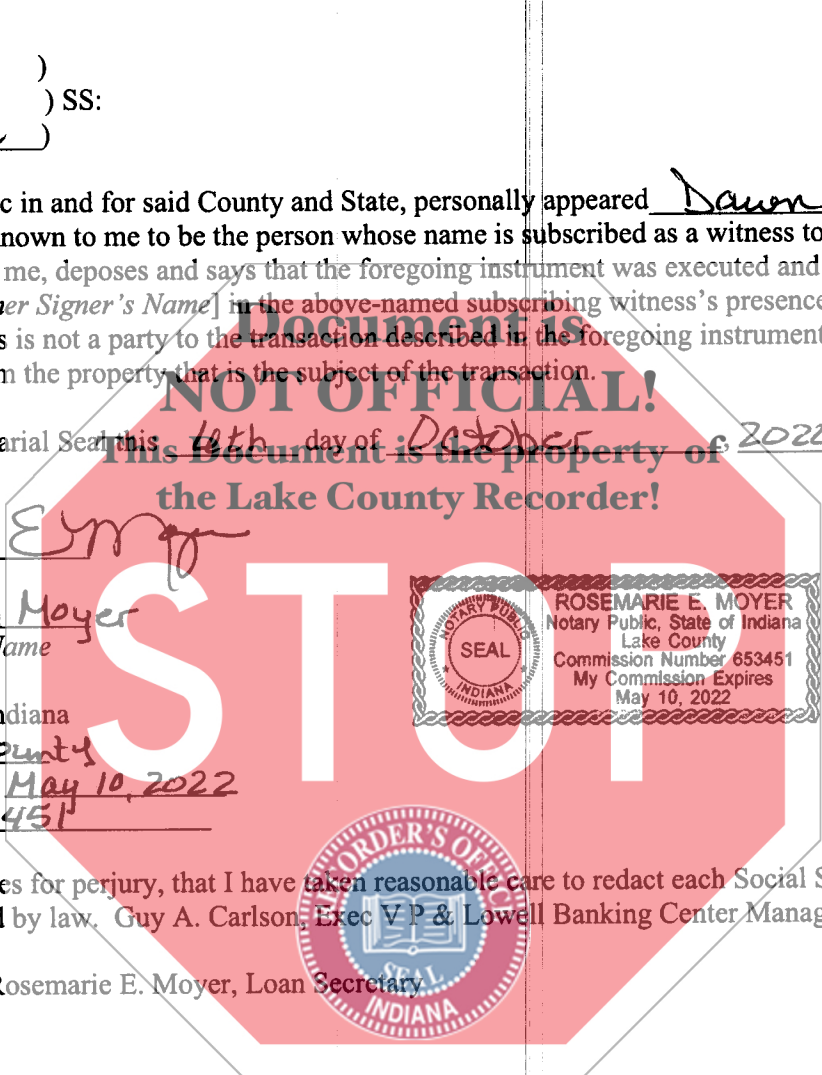 )
) SS:
)
c in and for said County and State, personally appeared Dawn
nown to me to be the person whose name is subscribed as a witness to
me, deposes and says that the foregoing instrument was executed and
er Signer's Name] in the above-named subscribing witness's presence
s is not a party to the transaction described in the foregoing instrument
n the property that is the subject of the transaction.
Document is
NOT OFFICIAL!
This Document is the property of
the Lake County Recorder!
arial Seal this day of October, 2022
E Moyer
Moyer
Name
STOP
NOTARY PUBLIC
SEAL
INDIANA
ROSEMARIE E. MOYER
Notary Public, State of Indiana
Lake County
Commission Number 653451
My Commission Expires
May 10, 2022
ndiana
ounty
May 10, 2022
451
es for perjury, that I have taken reasonable care to redact each Social S
d by law. Guy A. Carlson, Exec V P & Lowell Banking Center Manag
Rosemarie E. Moyer, Loan Secretary
RECORDER'S OFFICE
SEAL
INDIANA